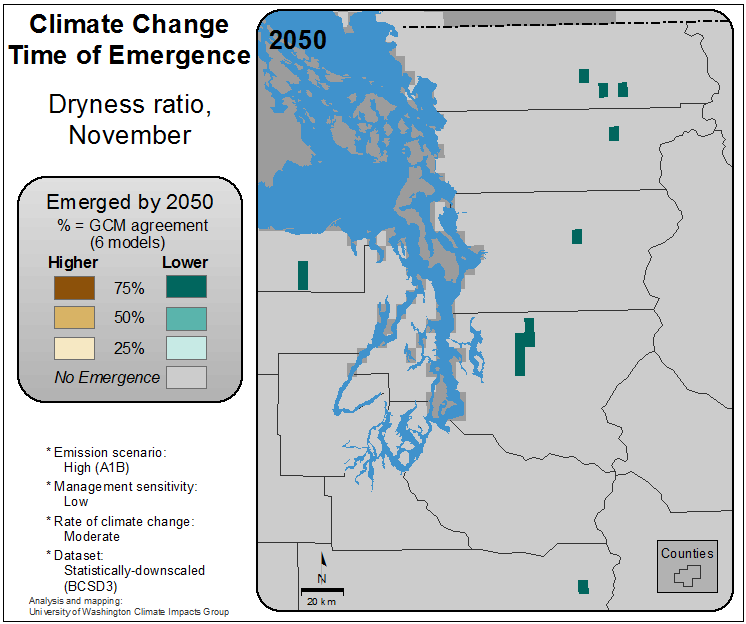 Climate Change
Time of Emergence
Dryness ratio,
November
Emerged by 2050
% = GCM agreement
(6 models)
Higher Lower
75%
50%
25%
No Emergence
* Emission scenario:
High (A1B)
* Management sensitivity:
Low
* Rate of climate change:
Moderate
* Dataset:
Statistically-downscaled
(BCSD3)
Analysis and mapping:
University of Washington Climate Impacts Group
2050
N
20 km
Counties